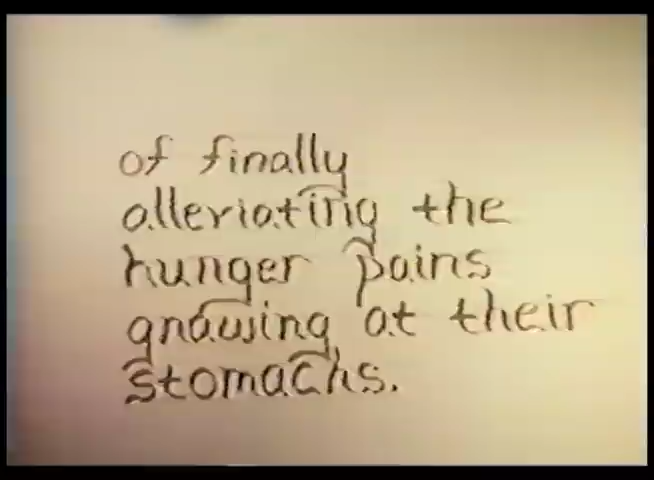 of finally
alleviating the
hunger pains
gnawing at their
stomachs.